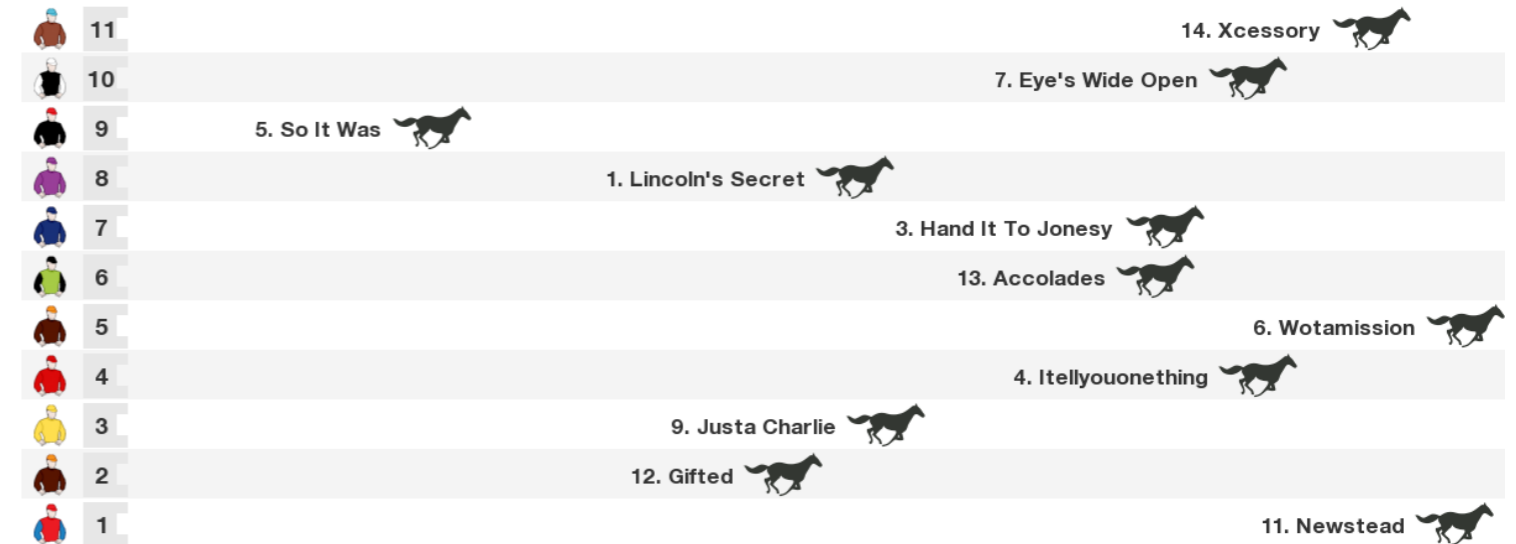 11 14. Xcessory
10 7. Eye's Wide Open
9 5. So It Was
8 1. Lincoln's Secret
7 3. Hand It To Jonesy
6 13. Accolades
5 6. Wotamission
4 4. Itellyouonething
3 9. Justa Charlie
2 12. Gifted
1 11. Newstead